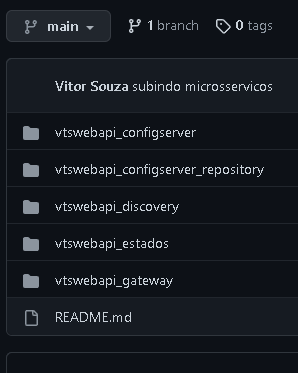 main 1 branch 0 tags
Vitor Souza subindo microsservicos
vtswebapi_configserver
vtswebapi_configserver_repository
vtswebapi_discovery
vtswebapi_estados
vtswebapi_gateway
README.md